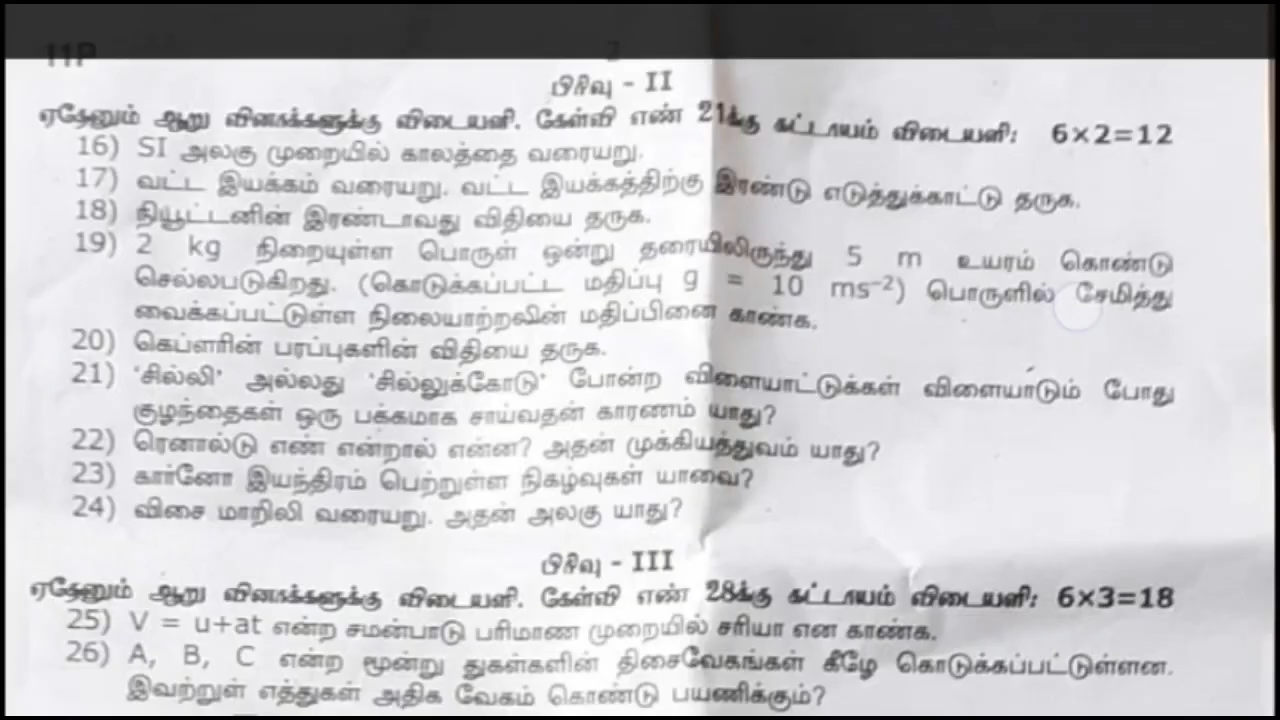 11P
2
பிரிவு - II
ஏதேனும் ஆறு வினாக்களுக்கு விடையளி. கேள்வி எண் 21க்கு கட்டாயம் விடையளி: 6×2=12
16) SI அலகு முறையில் காலத்தை வரையறு.
17) வட்ட இயக்கம் வரையறு. வட்ட இயக்கத்திற்கு இரண்டு எடுத்துக்காட்டு தருக.
18) நியூட்டனின் இரண்டாவது விதியை தருக.
19) 2 kg நிறையுள்ள பொருள் ஒன்று தரையிலிருந்து 5 m உயரம் கொண்டு
செல்லபடுகிறது. (கொடுக்கப்பட்ட மதிப்பு g = 10 ms⁻²) பொருளில் சேமித்து
வைக்கப்பட்டுள்ள நிலையாற்றலின் மதிப்பினை காண்க.
20) கெப்ளரின் பரப்புகளின் விதியை தருக.
21) 'சில்லி' அல்லது 'சில்லுக்கோடு' போன்ற விளையாட்டுக்கள் விளையாடும் போது
குழந்தைகள் ஒரு பக்கமாக சாய்வதன் காரணம் யாது?
22) ரெனால்டு எண் என்றால் என்ன? அதன் முக்கியத்துவம் யாது?
23) கார்னோ இயந்திரம் பெற்றுள்ள நிகழ்வுகள் யாவை?
24) விசை மாறிலி வரையறு. அதன் அலகு யாது?
பிரிவு - III
ஏதேனும் ஆறு வினாக்களுக்கு விடையளி. கேள்வி எண் 28க்கு கட்டாயம் விடையளி: 6×3=18
25) V = u+at என்ற சமன்பாடு பரிமாண முறையில் சரியா என காண்க.
26) A, B, C என்ற மூன்று துகள்களின் திசைவேகங்கள் கீழே கொடுக்கப்பட்டுள்ளன.
இவற்றுள் எத்துகள் அதிக வேகம் கொண்டு பயணிக்கும்?